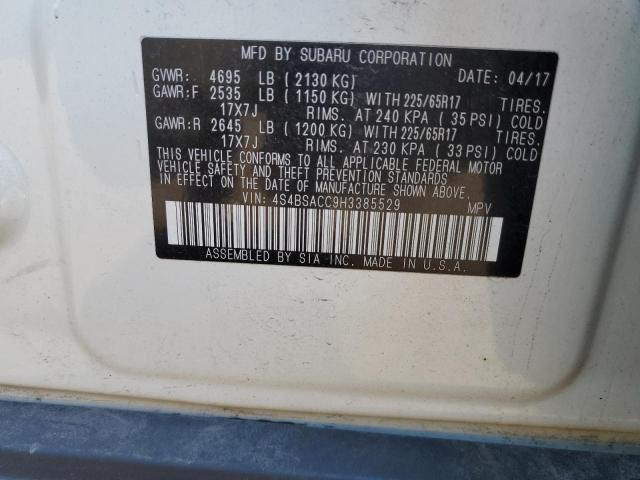 MFD BY SUBARU CORPORATION
GVWR: 4695 LB ( 2130 KG) DATE: 04/17
GAWR:F 2535 LB ( 1150 KG) WITH 225/65R17 TIRES.
17X7J RIMS. AT 240 KPA ( 35 PSI) COLD
GAWR:R 2645 LB ( 1200 KG) WITH 225/65R17 TIRES.
17X7J RIMS. AT 230 KPA ( 33 PSI) COLD
THIS VEHICLE CONFORMS TO ALL APPLICABLE FEDERAL MOTOR
VEHICLE SAFETY AND THEFT PREVENTION STANDARDS
IN EFFECT ON THE DATE OF MANUFACTURE SHOWN ABOVE.
VIN: 4S4BSACC9H3385529 MPV
ASSEMBLED BY SIA INC. MADE IN U.S.A.